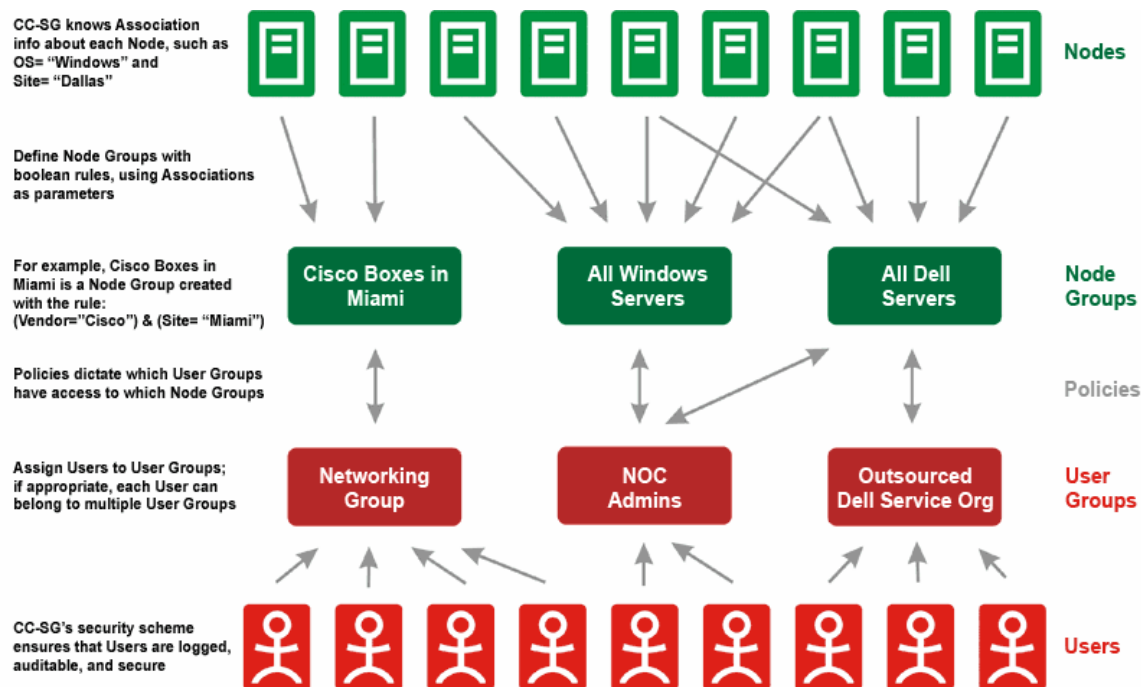 CC-SG knows Association
info about each Node, such as
OS= “Windows” and
Site= “Dallas”
Nodes
Define Node Groups with
boolean rules, using Associations
as parameters
For example, Cisco Boxes in
Miami is a Node Group created
with the rule:
(Vendor=”Cisco”) & (Site= “Miami”)
Cisco Boxes in
Miami
All Windows
Servers
All Dell
Servers
Node
Groups
Policies dictate which User Groups
have access to which Node Groups
Policies
Assign Users to User Groups;
if appropriate, each User can
belong to multiple User Groups
Networking
Group
NOC
Admins
Outsourced
Dell Service Org
User
Groups
CC-SG’s security scheme
ensures that Users are logged,
auditable, and secure
Users